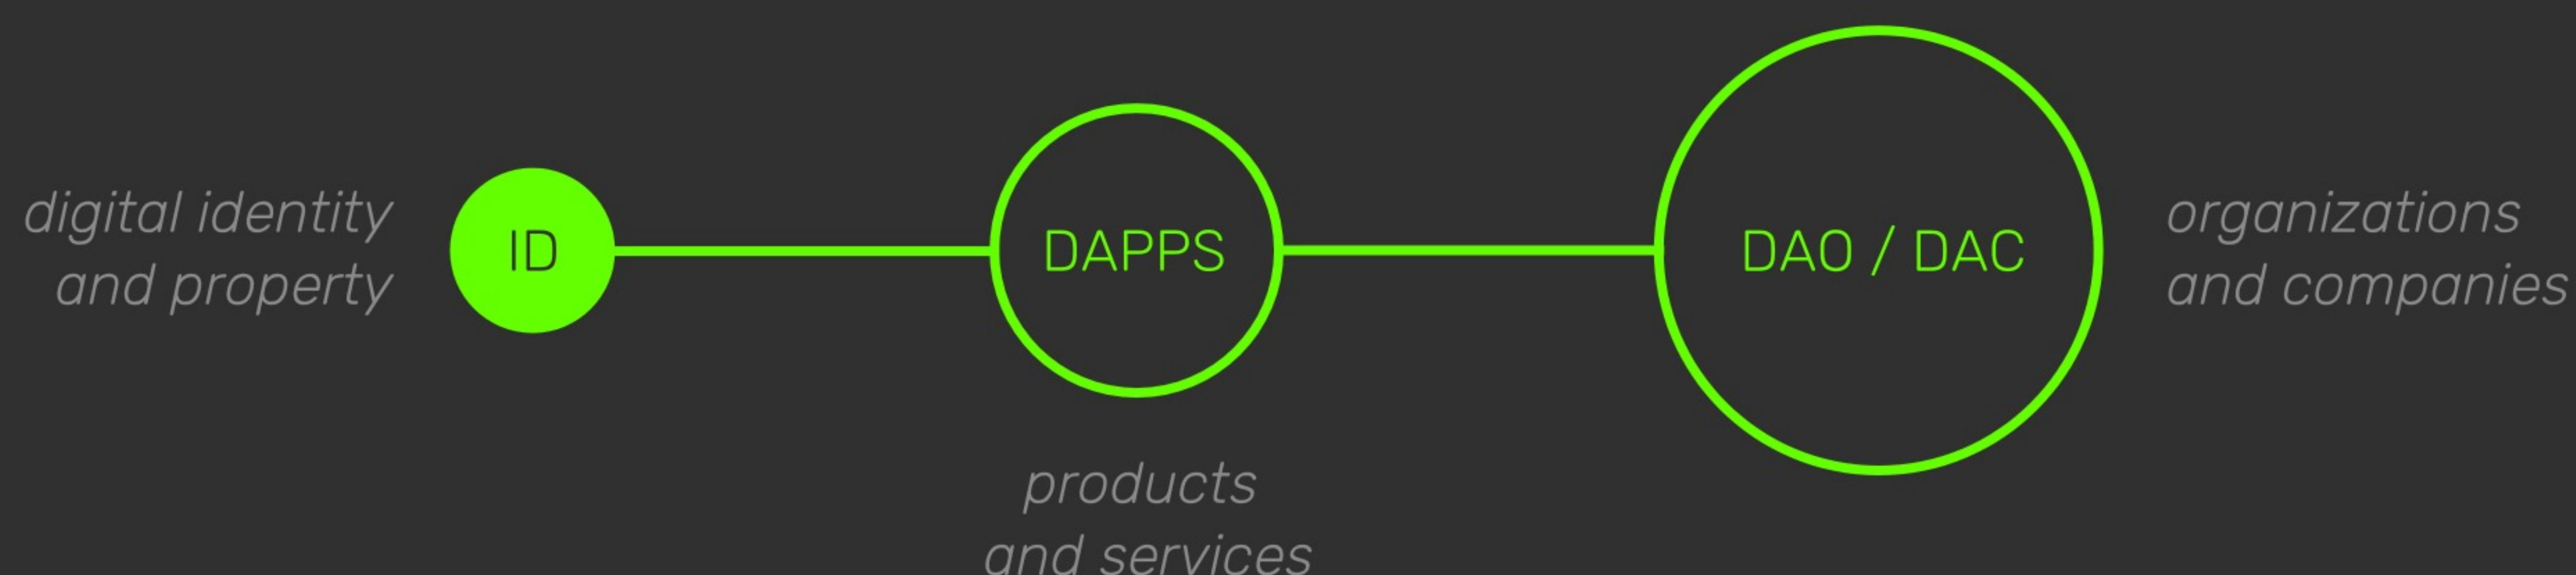 digital identity
and property
ID
DAPPS
products
and services
DAO / DAC
organizations
and companies